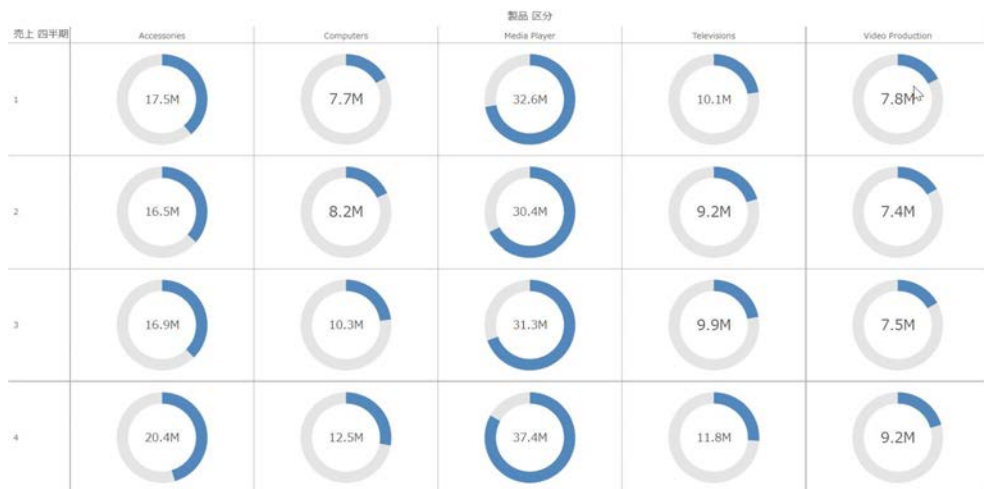 製品 区分
売上 四半期 Accessories Computers Media Player Televisions Video Production
1 17.5M 7.7M 32.6M 10.1M 7.8M
2 16.5M 8.2M 30.4M 9.2M 7.4M
3 16.9M 10.3M 31.3M 9.9M 7.5M
4 20.4M 12.5M 37.4M 11.8M 9.2M